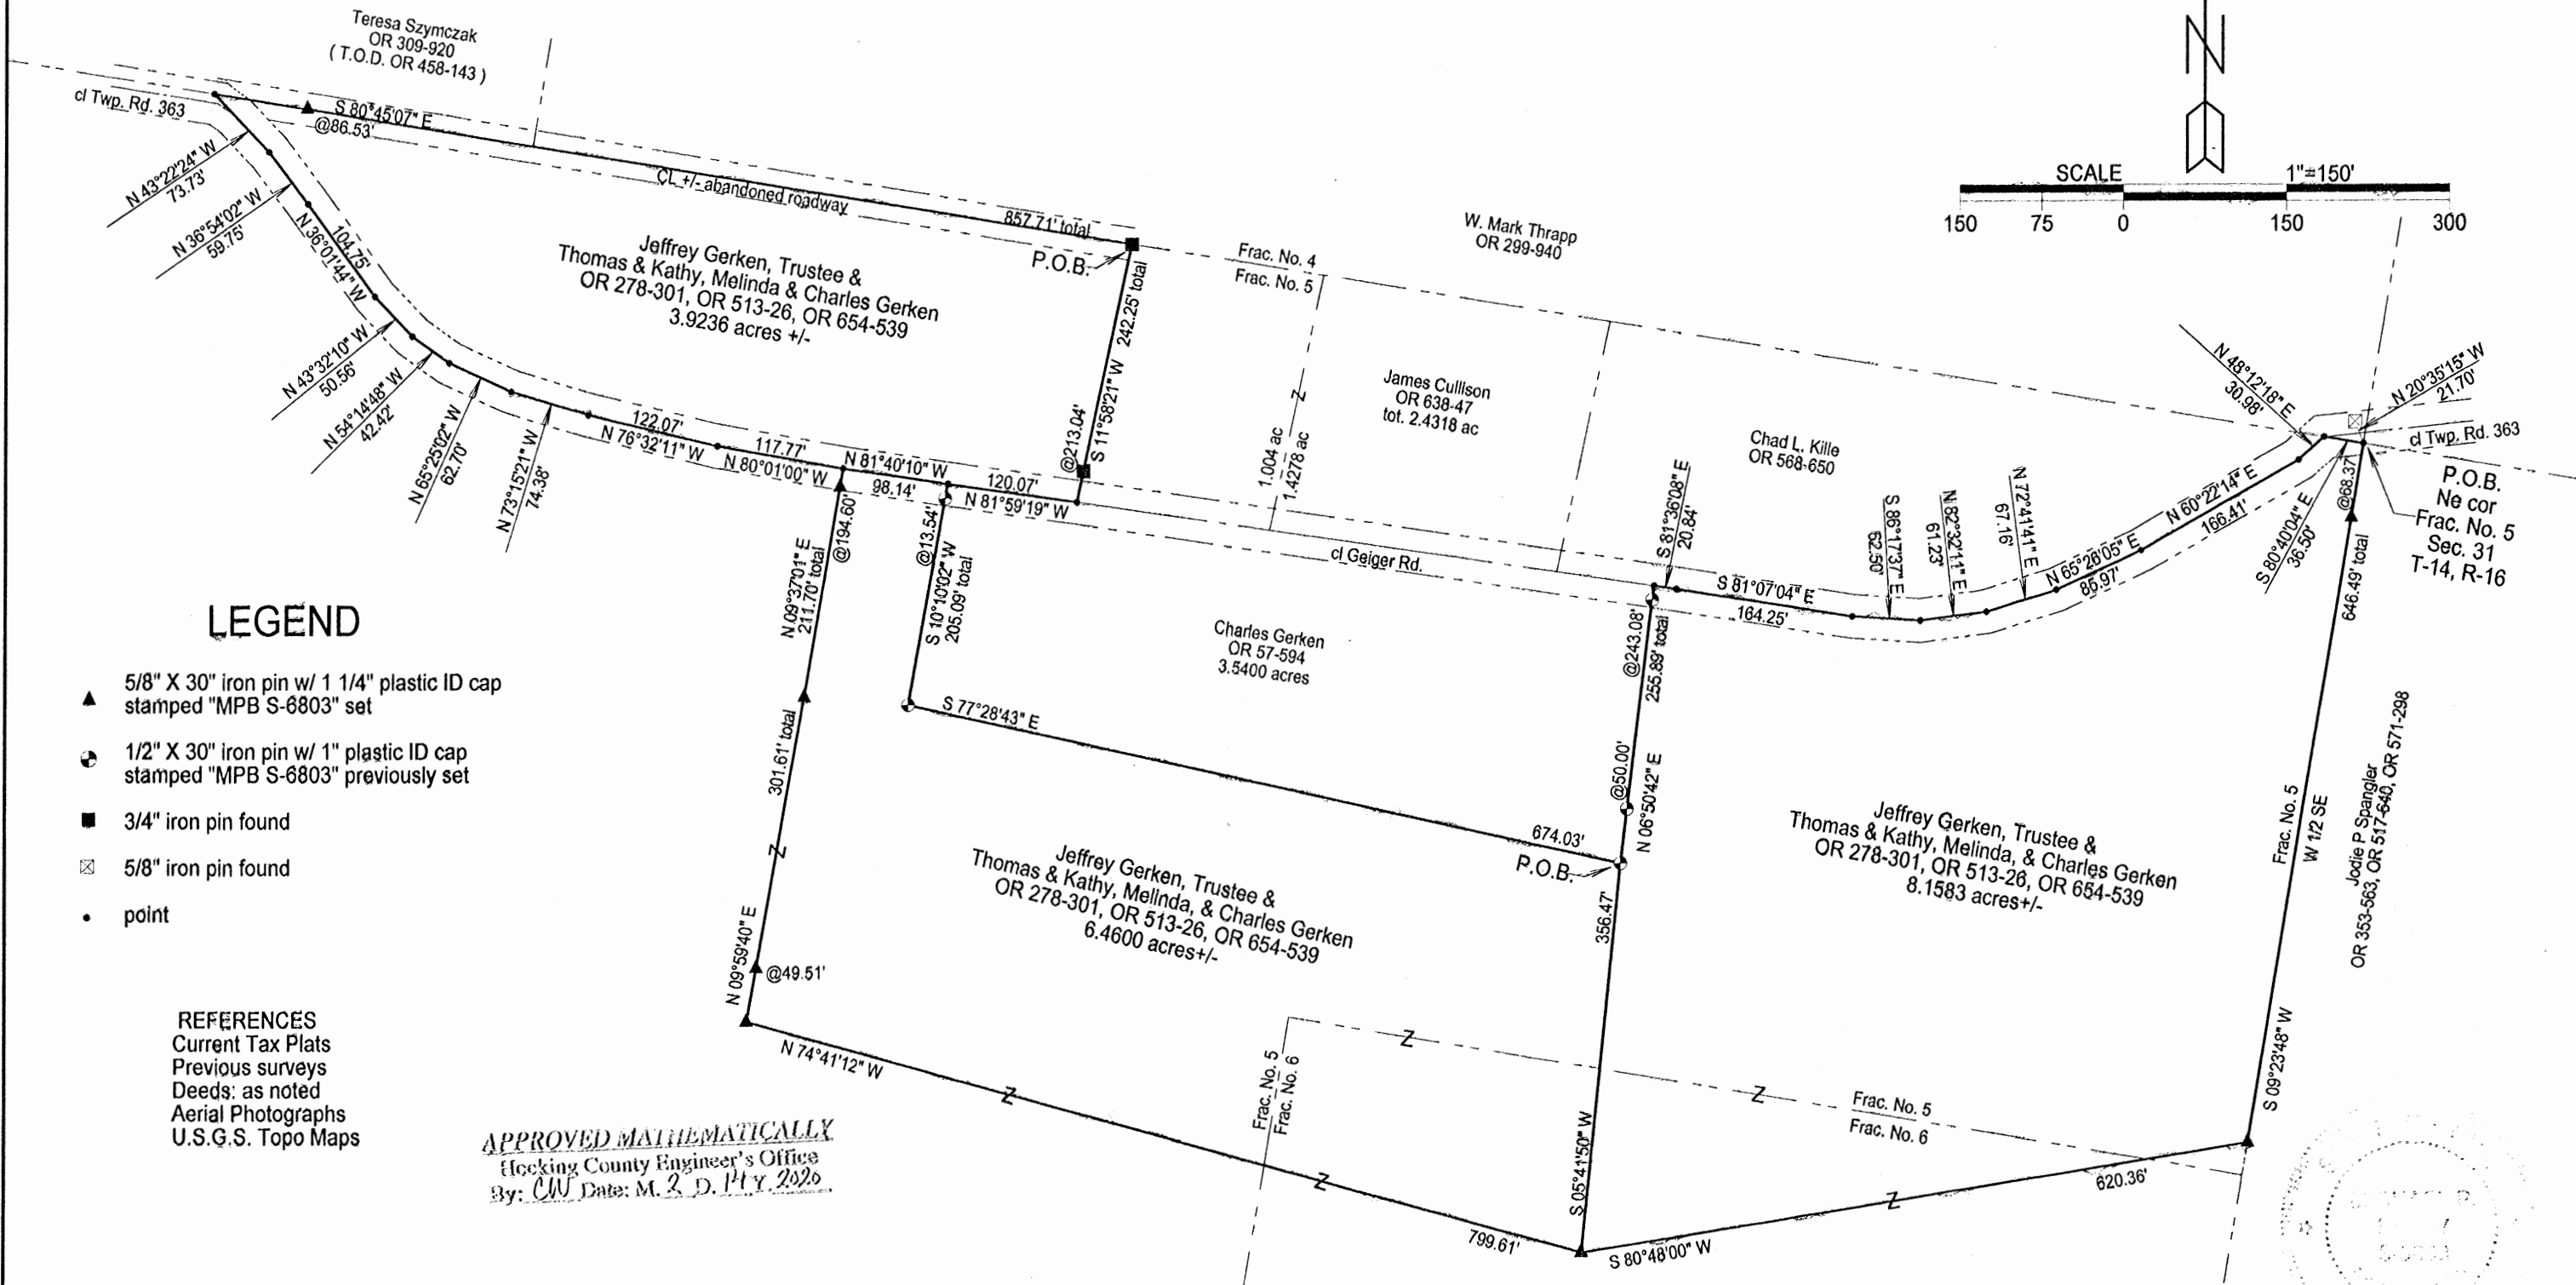 Teresa Szymczak
OR 309-920
( T.O.D. OR 458-143 )
cl Twp. Rd. 363
S 80°45'07" E
@86.53'
CL +/- abandoned roadway
857.71' total
P.O.B.
N 43°22'24" W
73.73'
N 36°54'02" W
59.75'
104.75'
N 36°01'44" W
N 43°32'10" W
50.56'
N 54°14'48" W
42.42'
N 65°25'02" W
62.70'
N 73°15'21" W
74.38'
122.07'
N 76°32'11" W
117.77'
N 80°01'00" W
N 81°40'10" W
98.14'
120.07'
N 81°59'19" W
Jeffrey Gerken, Trustee &
Thomas & Kathy, Melinda & Charles Gerken
OR 278-301, OR 513-26, OR 654-539
3.9236 acres +/-
@213.04'
S 11°58'21" W
242.25' total
Frac. No. 4
Frac. No. 5
W. Mark Thrapp
OR 299-940
N
SCALE
1"=150'
150
75
0
150
300
1.004 ac
1.4278 ac
Z
James Cullison
OR 638-47
tot. 2.4318 ac
Chad L. Kille
OR 568-650
cl Geiger Rd.
S 81°36'08" E
20.84'
S 81°07'04" E
164.25'
S 86°17'37" E
62.50'
N 82°32'11" E
61.23'
N 72°41'41" E
67.16'
N 65°26'05" E
85.97'
N 60°22'14" E
166.41'
N 48°12'18" E
30.98'
S 80°40'04" E
36.50'
N 20°35'15" W
21.70'
cl Twp. Rd. 363
P.O.B.
Ne cor
Frac. No. 5
Sec. 31
T-14, R-16
@68.37'
646.49' total
Frac. No. 5
W 1/2 SE
Jodie P Spangler
OR 353-563, OR 517-640, OR 571-298
S 09°23'48" W
@194.60'
N 09°37'01" E
211.70' total
@13.54'
S 10°10'02" W
205.09' total
Charles Gerken
OR 57-594
3.5400 acres
S 77°28'43" E
674.03'
P.O.B.
@243.08'
255.89' total
@50.00'
N 06°50'42" E
301.61' total
Z
N 09°59'40" E
@49.51'
Jeffrey Gerken, Trustee &
Thomas & Kathy, Melinda, & Charles Gerken
OR 278-301, OR 513-26, OR 654-539
6.4600 acres+/-
356.47'
S 05°41'50" W
Jeffrey Gerken, Trustee &
Thomas & Kathy, Melinda, & Charles Gerken
OR 278-301, OR 513-26, OR 654-539
8.1583 acres+/-
N 74°41'12" W
Z
Z
799.61'
Frac. No. 5
Frac. No. 6
Z
Z
Frac. No. 5
Frac. No. 6
Z
620.36'
S 80°48'00" W
LEGEND
5/8" X 30" iron pin w/ 1 1/4" plastic ID cap
stamped "MPB S-6803" set
1/2" X 30" iron pin w/ 1" plastic ID cap
stamped "MPB S-6803" previously set
3/4" iron pin found
5/8" iron pin found
point
REFERENCES
Current Tax Plats
Previous surveys
Deeds: as noted
Aerial Photographs
U.S.G.S. Topo Maps
APPROVED MATHEMATICALLY
Hocking County Engineer's Office
By: CW Date: M. 2 D. 14 Y. 2020